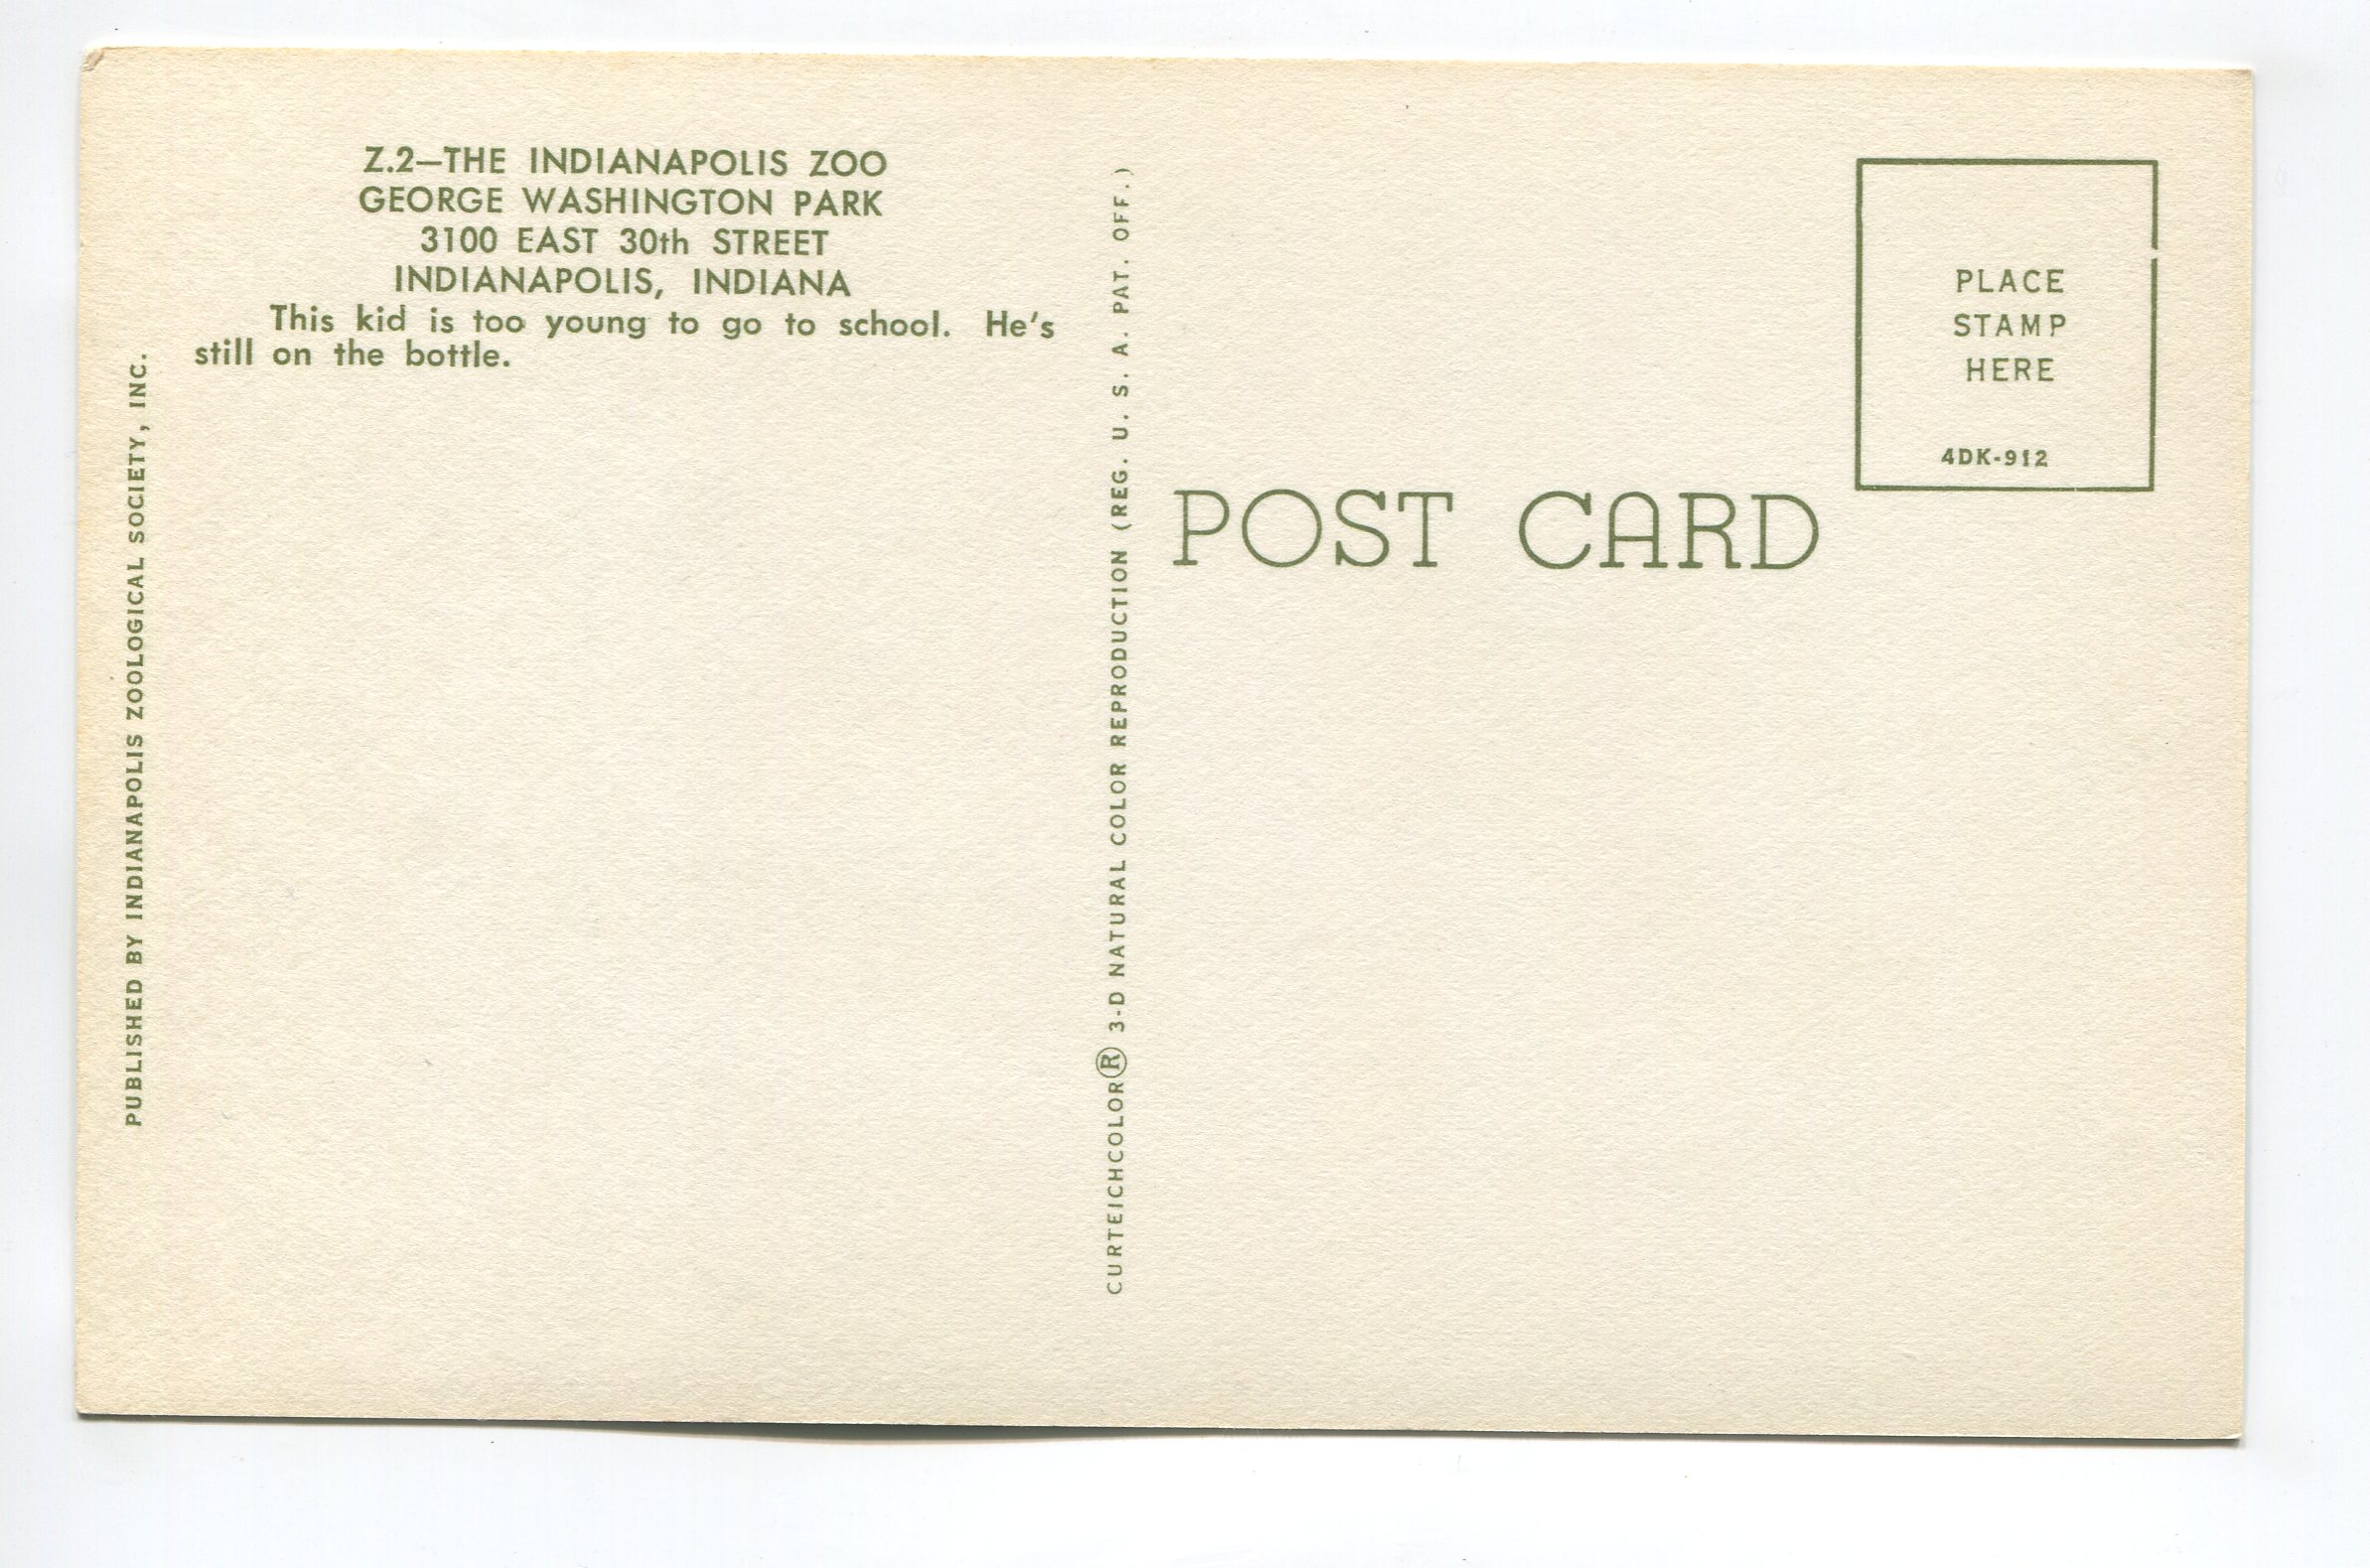 Z.2—THE INDIANAPOLIS ZOO
GEORGE WASHINGTON PARK
3100 EAST 30th STREET
INDIANAPOLIS, INDIANA
This kid is too young to go to school. He's
still on the bottle.
PUBLISHED BY INDIANAPOLIS ZOOLOGICAL SOCIETY, INC.
CURTEICHCOLOR® 3-D NATURAL COLOR REPRODUCTION (REG. U. S. A. PAT. OFF.)
POST CARD
PLACE
STAMP
HERE
4DK-912